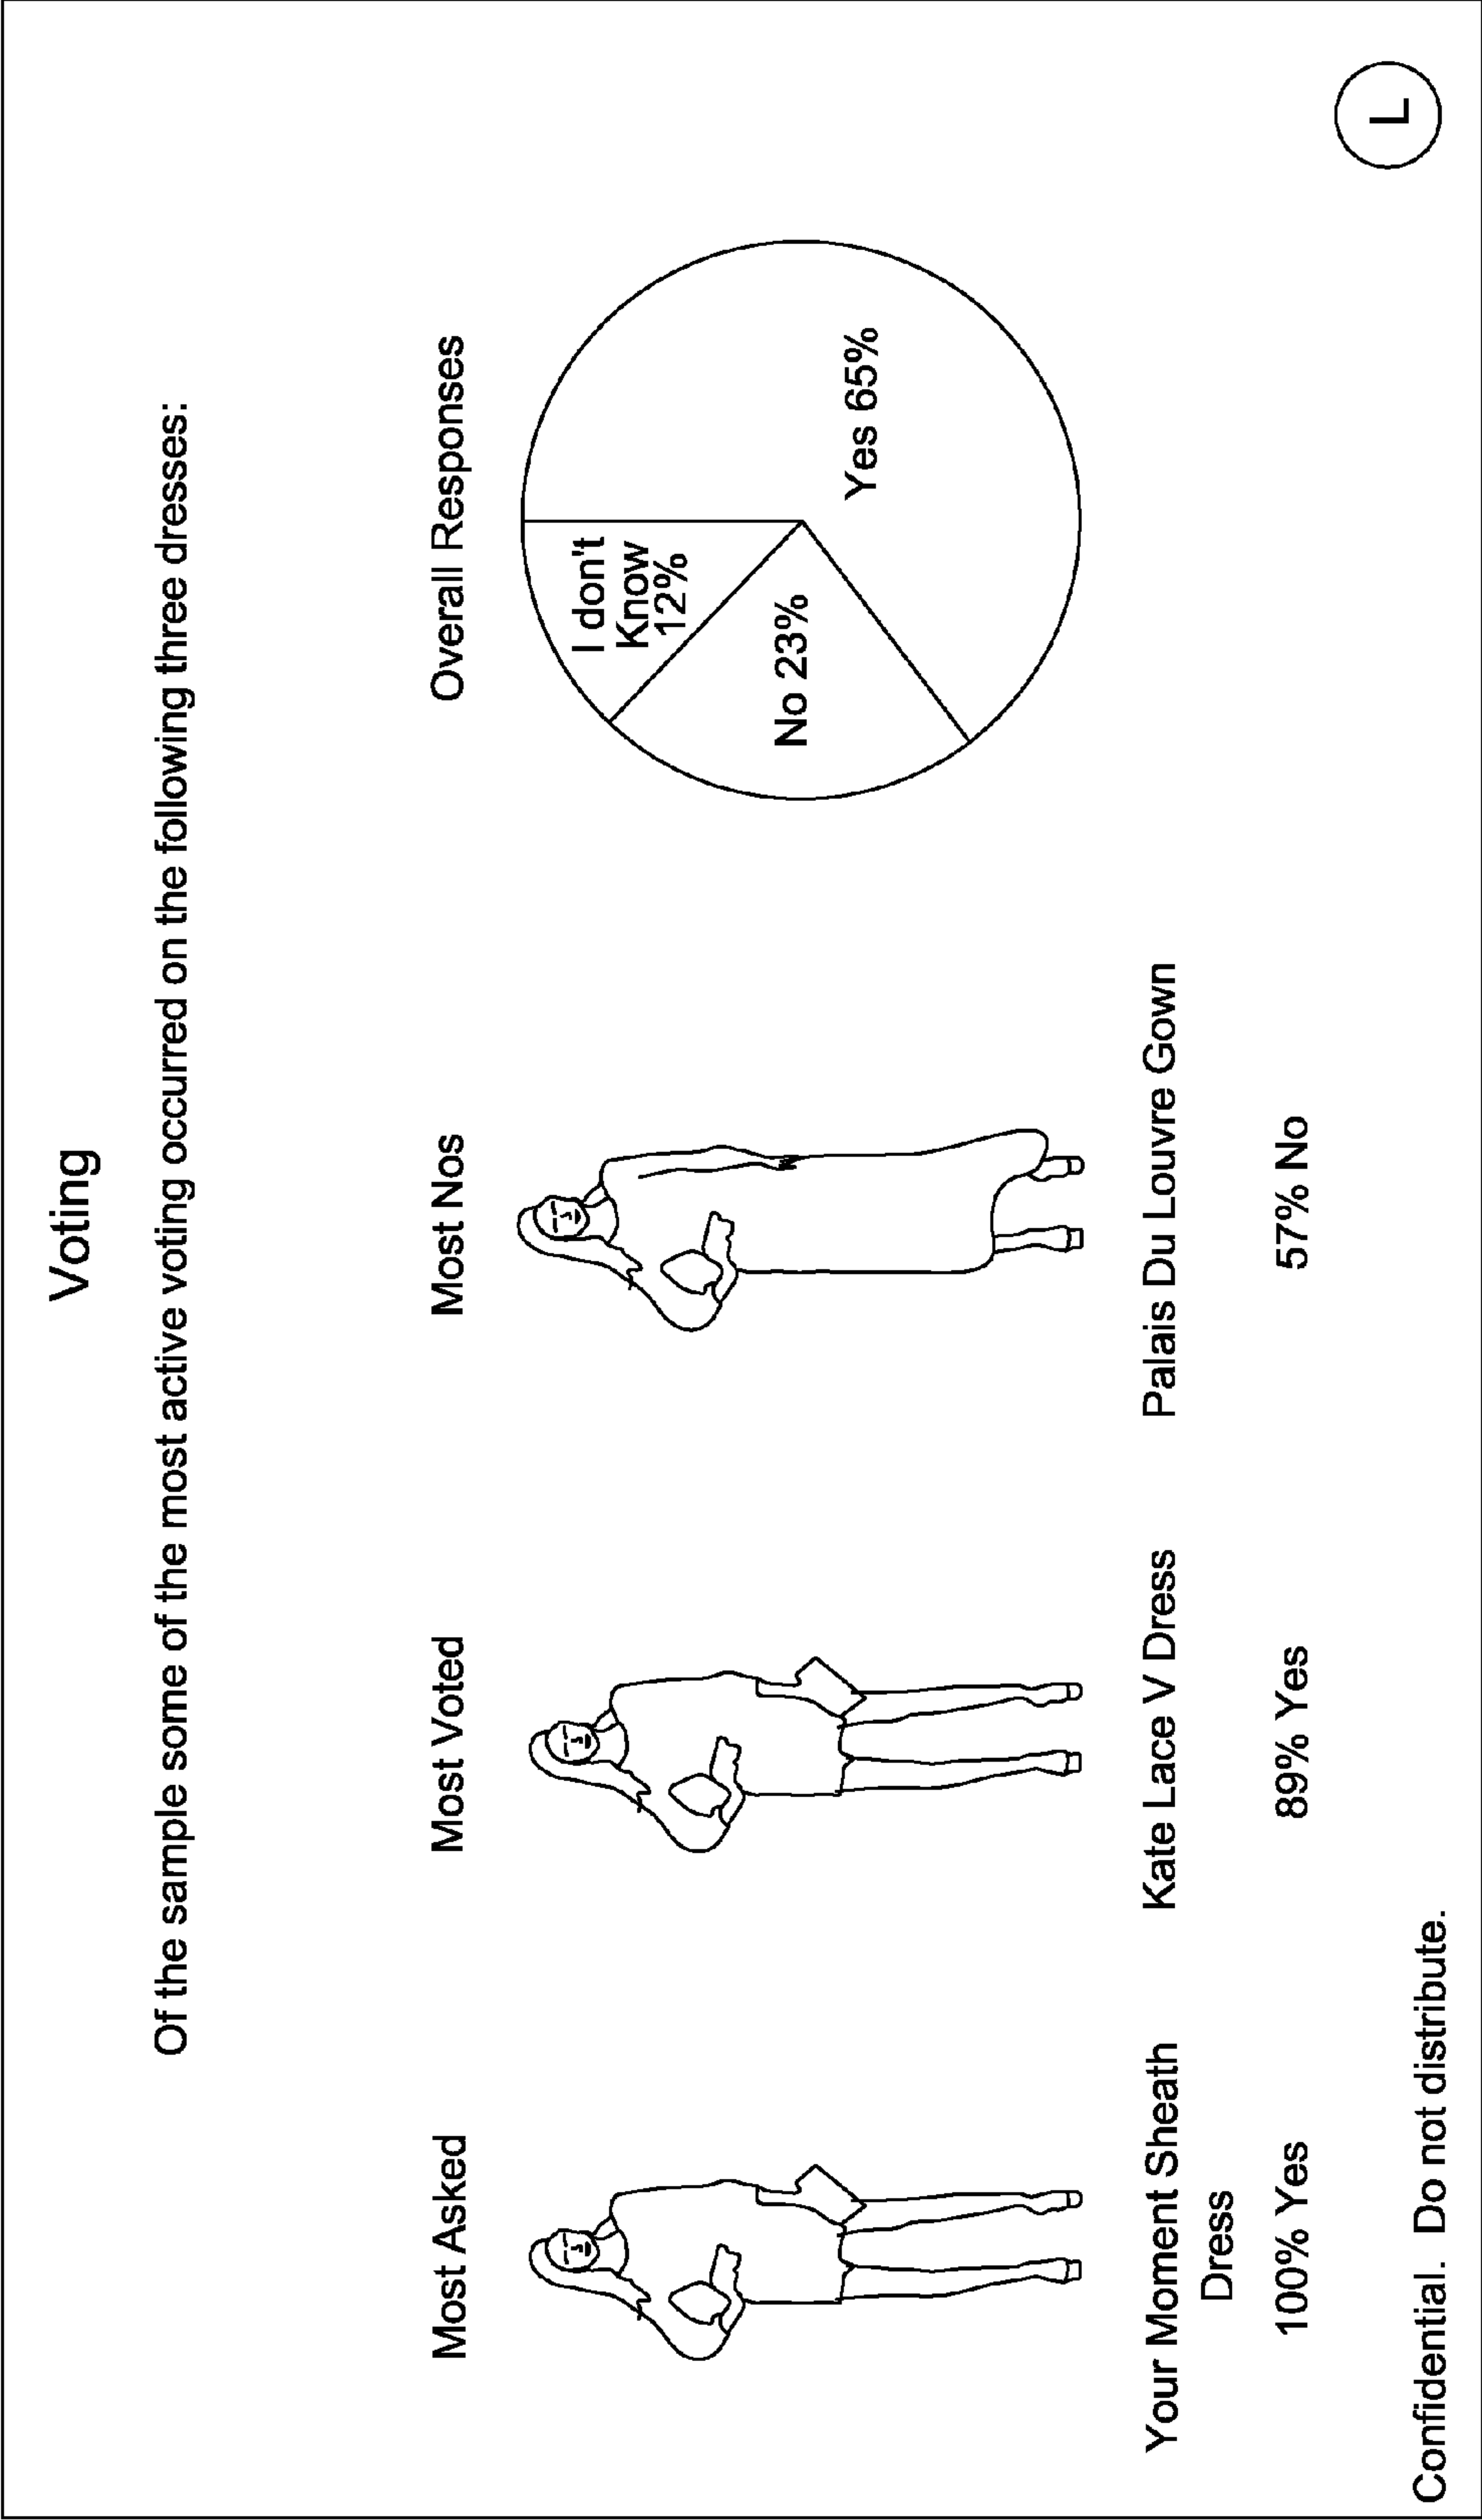 Voting
Of the sample some of the most active voting occurred on the following three dresses:
Most Asked
Your Moment Sheath
Dress
100% Yes
Most Voted
Kate Lace V Dress
89% Yes
Most Nos
Palais Du Louvre Gown
57% No
Overall Responses
I don't
Know
12%
No 23%
Yes 65%
Confidential. Do not distribute.
L